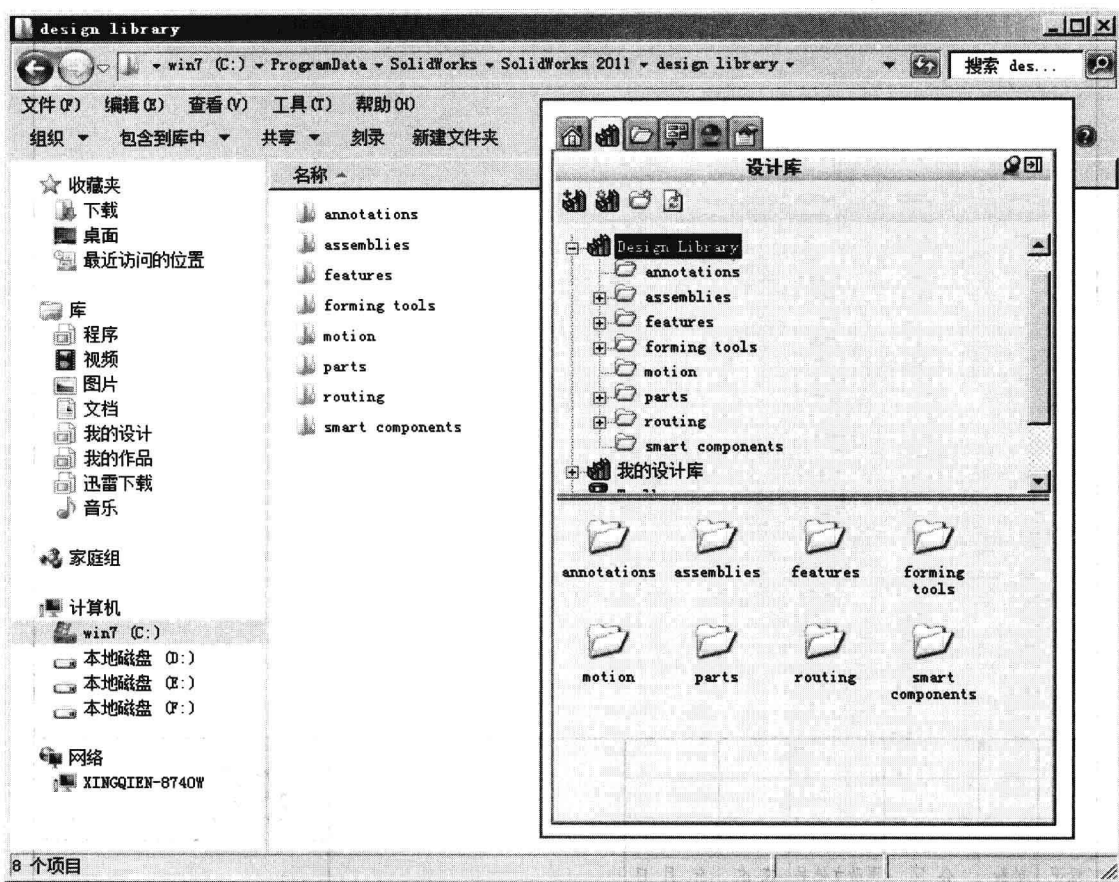 design library
win7 (C:) ProgramData SolidWorks SolidWorks 2011 design library
搜索 des...
文件(F) 编辑(E) 查看(V) 工具(T) 帮助(H)
组织 包含到库中 共享 刻录 新建文件夹
收藏夹
下载
桌面
最近访问的位置
库
程序
视频
图片
文档
我的设计
我的作品
迅雷下载
音乐
家庭组
计算机
win7 (C:)
本地磁盘 (D:)
本地磁盘 (E:)
本地磁盘 (F:)
网络
XINGQIEN-8740W
名称
annotations
assemblies
features
forming tools
motion
parts
routing
smart components
设计库
Design Library
annotations
assemblies
features
forming tools
motion
parts
routing
smart components
我的设计库
annotations assemblies features forming tools
motion parts routing smart components
8 个项目